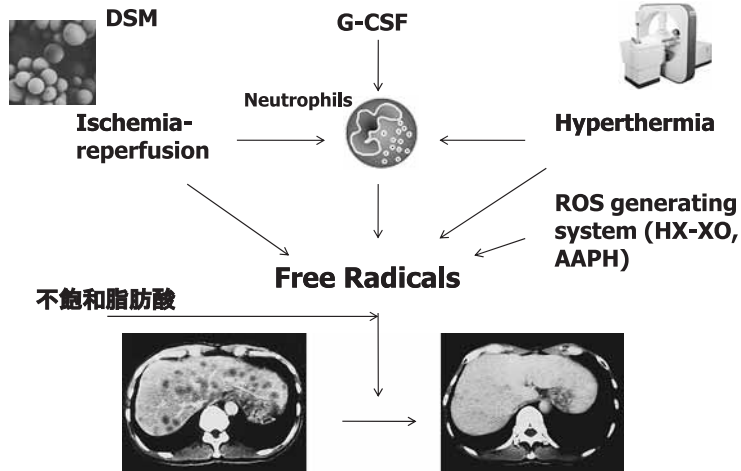 DSM
G-CSF
Neutrophils
Ischemia-
reperfusion
Hyperthermia
ROS generating
system (HX-XO,
AAPH)
Free Radicals
不飽和脂肪酸